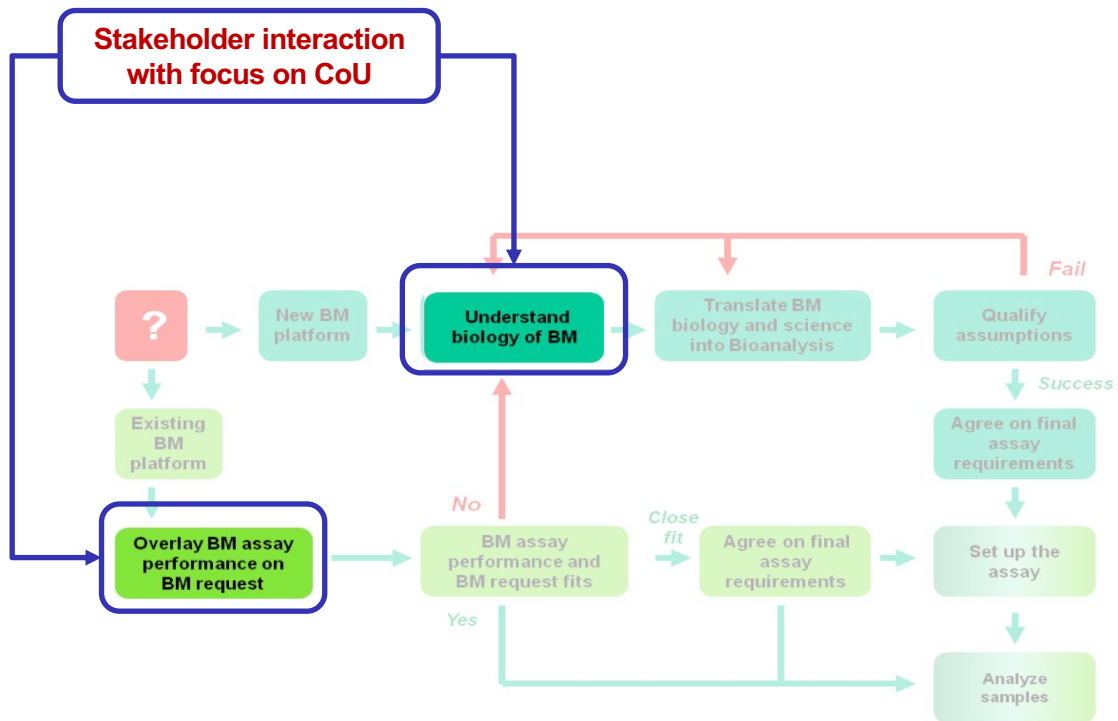 Stakeholder interaction
with focus on CoU
Fail
?
New BM
platform
Understand
biology of BM
Translate BM
biology and science
into Bioanalysis
Qualify
assumptions
Success
Existing
BM
platform
Agree on final
assay
requirements
No
Close
fit
Overlay BM assay
performance on
BM request
BM assay
performance and
BM request fits
Agree on final
assay
requirements
Set up the
assay
Yes
Analyze
samples